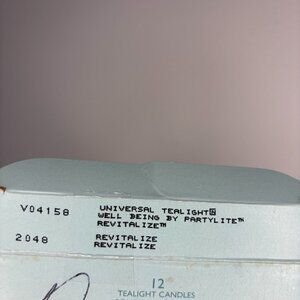 V04158 UNIVERSAL TEALIGHT®
WELL BEING BY PARTYLITE™
REVITALIZE™
2048 REVITALIZE
REVITALIZE
12
TEALIGHT CANDLES